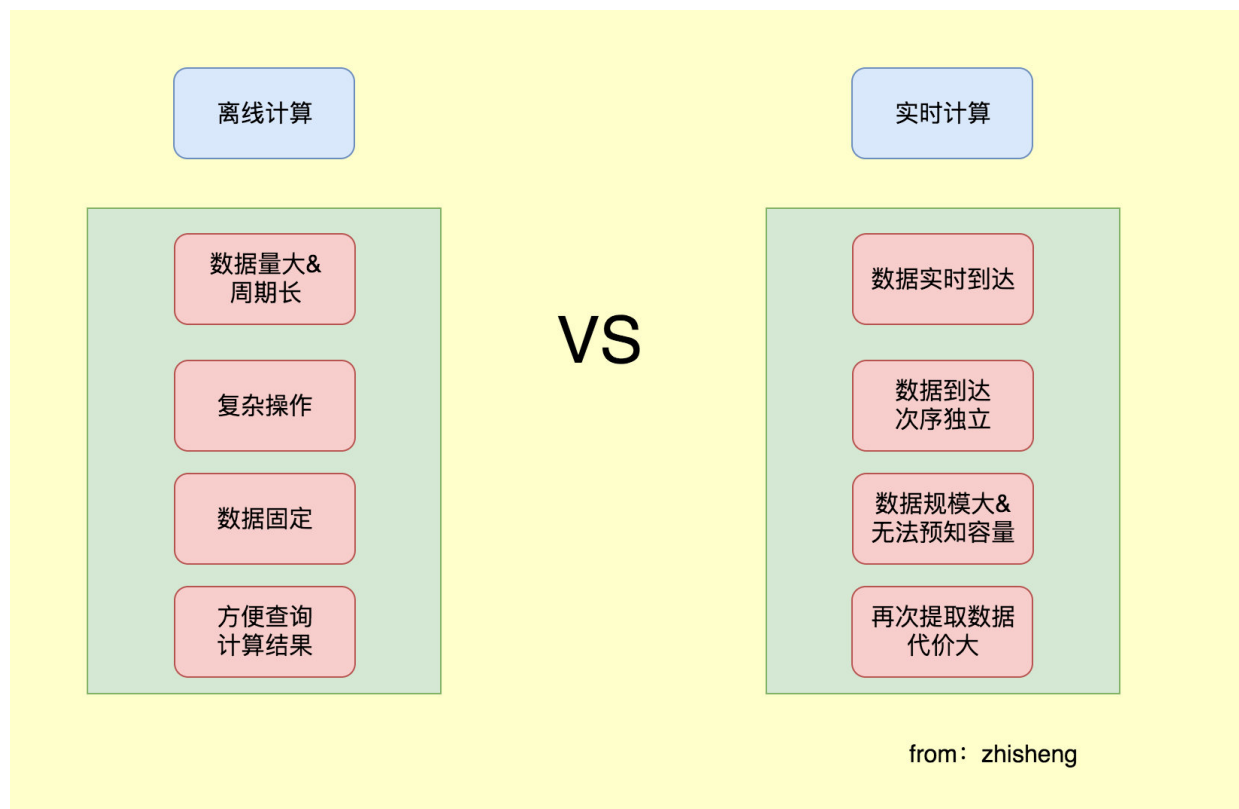 离线计算
实时计算
数据量大&
周期长
复杂操作
数据固定
方便查询
计算结果
VS
数据实时到达
数据到达
次序独立
数据规模大&
无法预知容量
再次提取数据
代价大
from：zhisheng